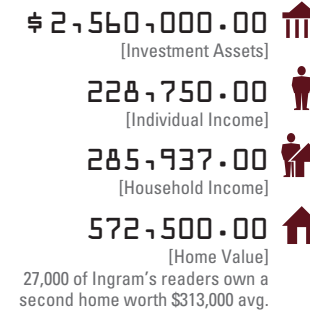 $2,560,000.00
[Investment Assets]
228,750.00
[Individual Income]
285,937.00
[Household Income]
572,500.00
[Home Value]
27,000 of Ingram's readers own a
second home worth $313,000 avg.